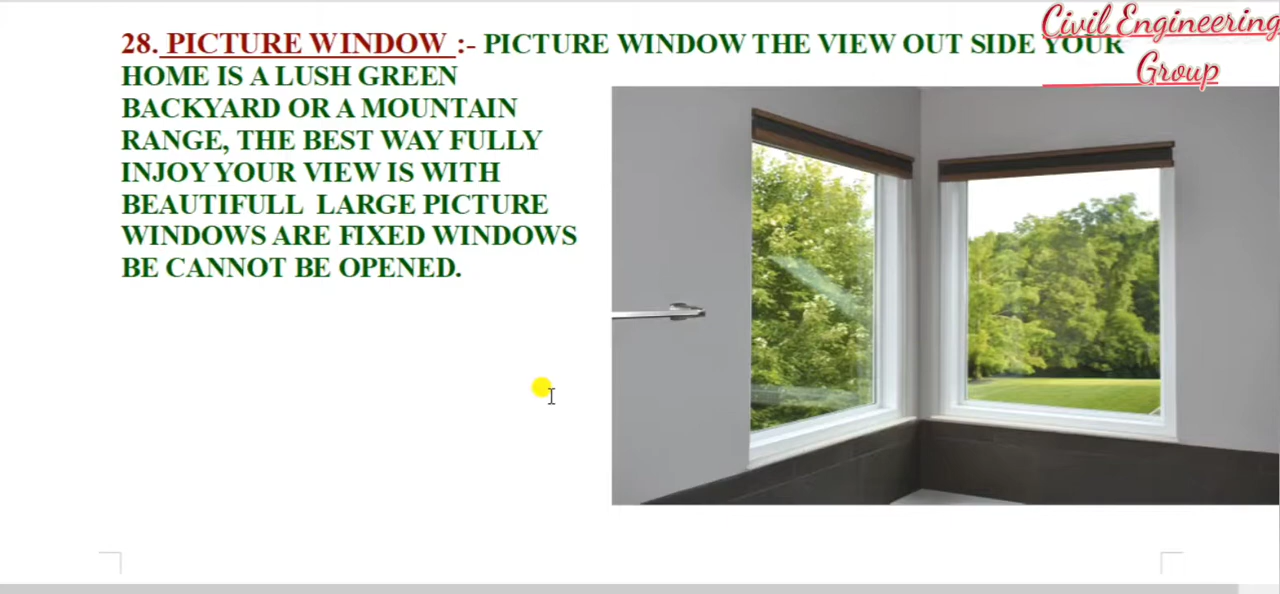 28. PICTURE WINDOW :- PICTURE WINDOW THE VIEW OUT SIDE YOUR
HOME IS A LUSH GREEN
BACKYARD OR A MOUNTAIN
RANGE, THE BEST WAY FULLY
INJOY YOUR VIEW IS WITH
BEAUTIFULL LARGE PICTURE
WINDOWS ARE FIXED WINDOWS
BE CANNOT BE OPENED.
Civil Engineering
Group